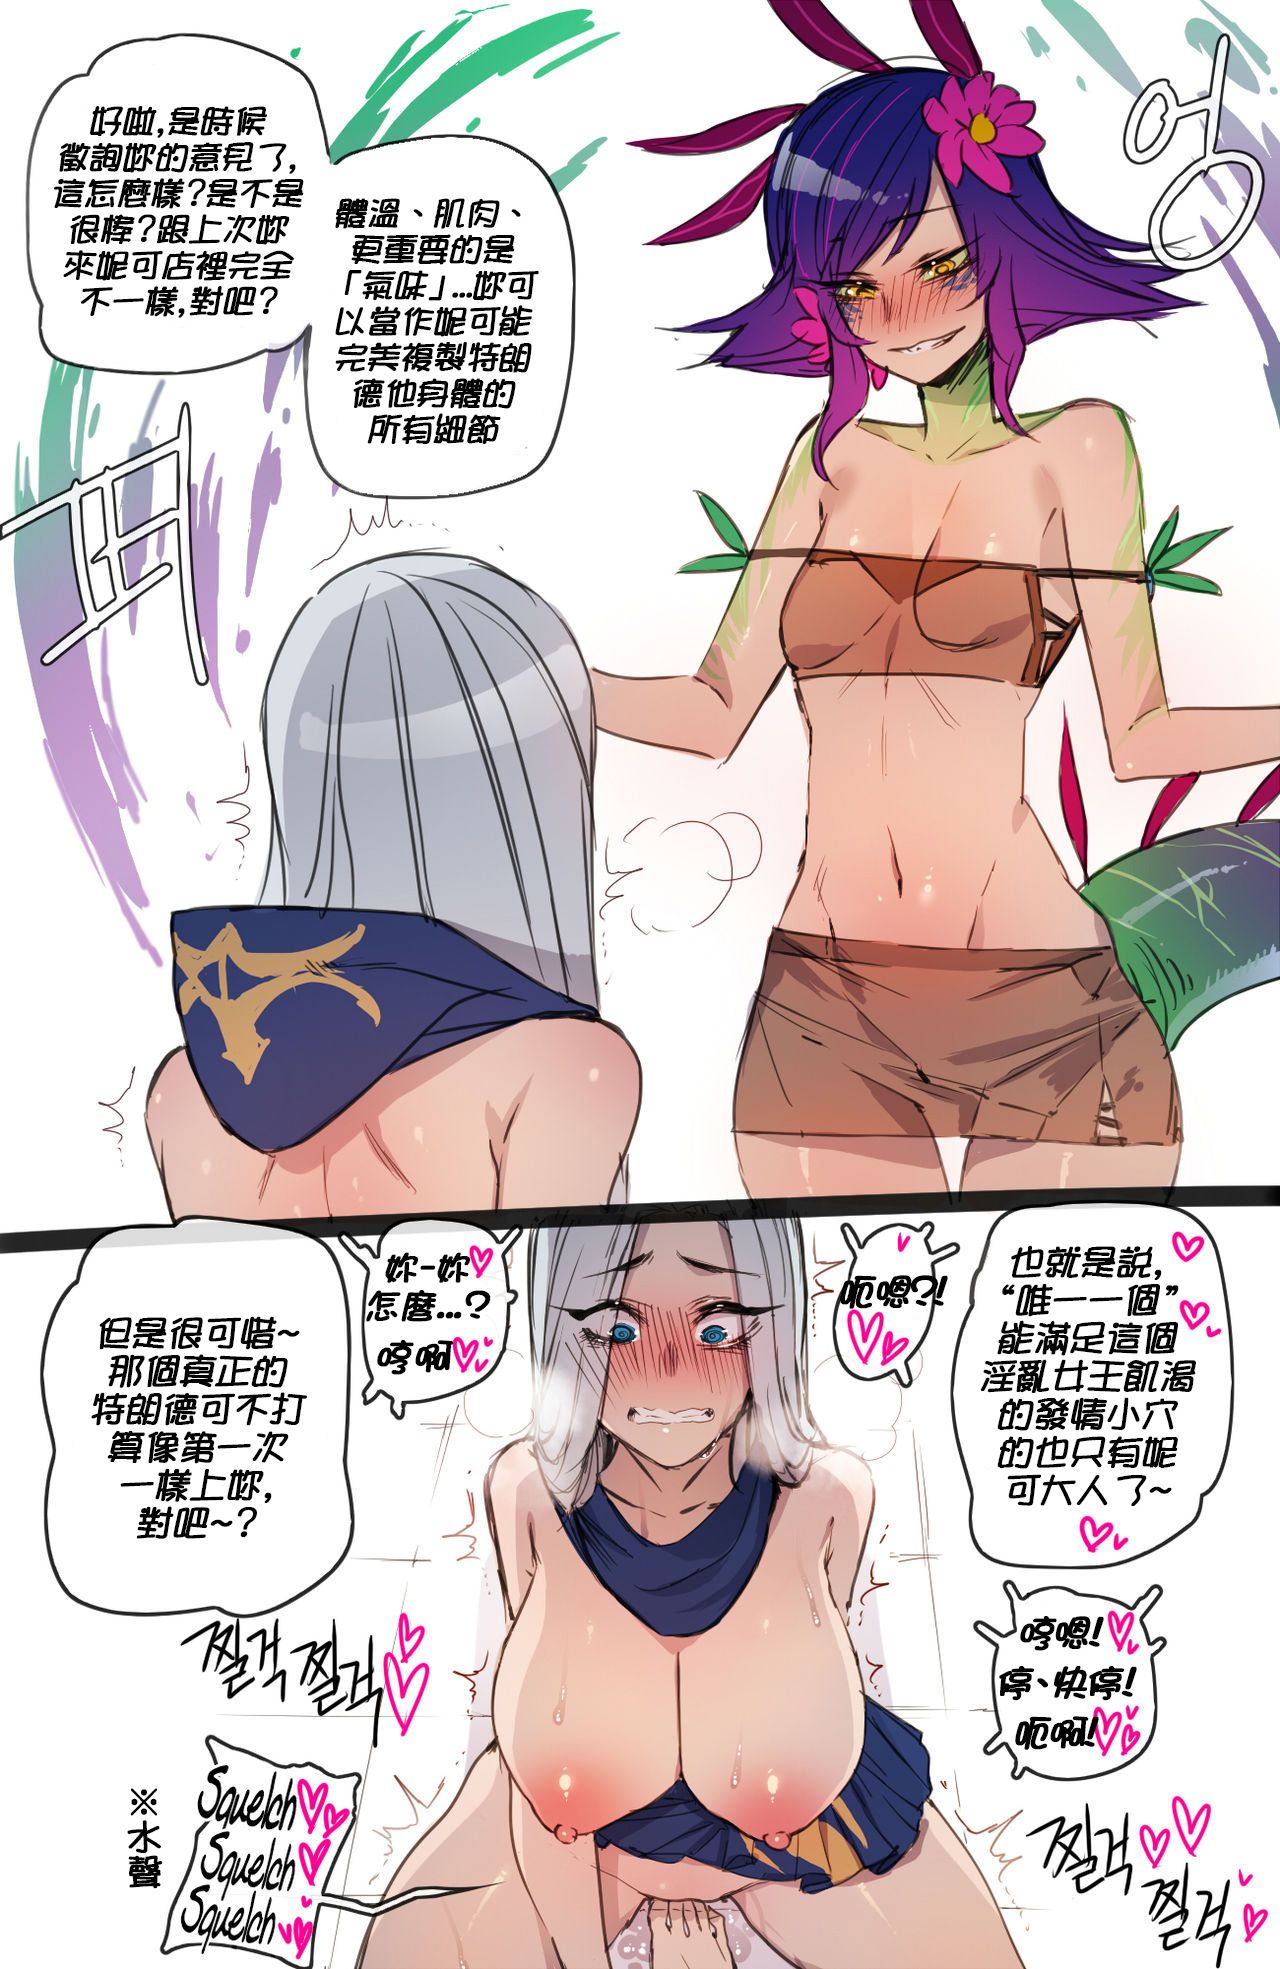 好啦,是時候
徵詢妳的意見了,
這怎麼樣?是不是
很棒?跟上次妳
來妮可店裡完全
不一樣,對吧?
體溫、肌肉、
更重要的是
「氣味」...妳可
以當作妮可能
完美複製特朗
德他身體的
所有細節
펑
但是很可惜~
那個真正的
特朗德可不打
算像第一次
一樣上妳,
對吧~?
妳-妳
怎麼...?
哼啊
呃嗯?!
也就是說,
“唯一一個”
能滿足這個
淫亂女王飢渴
的發情小穴
的也只有妮
可大人了~
哼嗯!
停、快停!
呃啊!
찔걱 찔걱
Squelch
Squelch
Squelch
※水聲
찔걱
찔걱